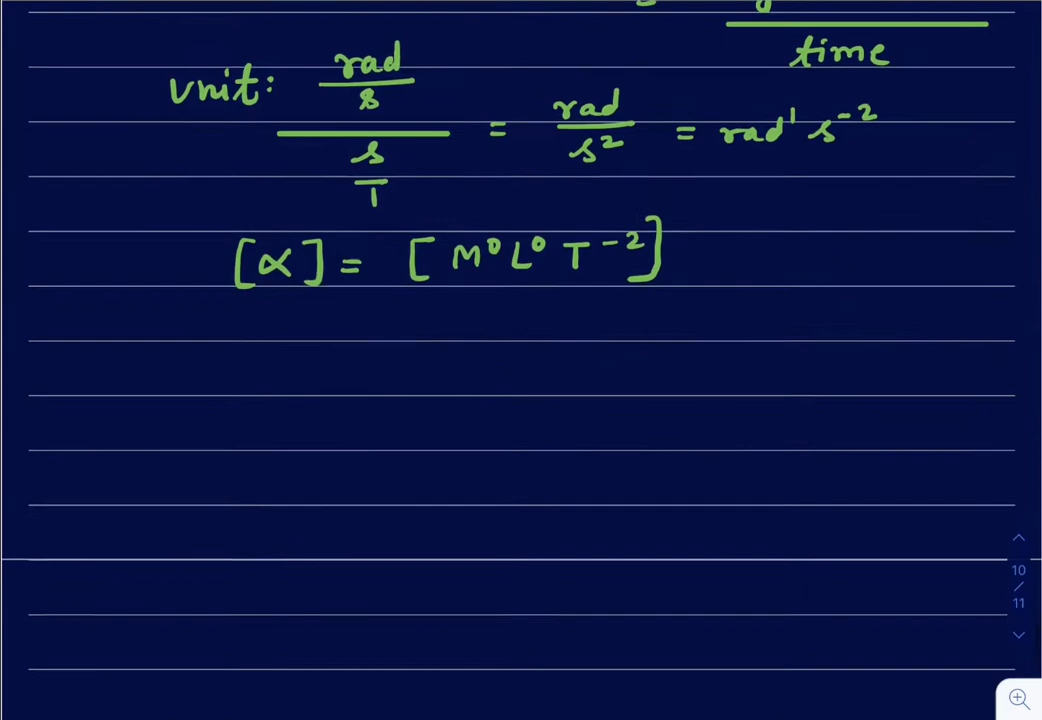 time
unit: rad/s / s/1 = rad/s² = rad¹ s⁻²
[α] = [M⁰ L⁰ T⁻²]
10
/
11